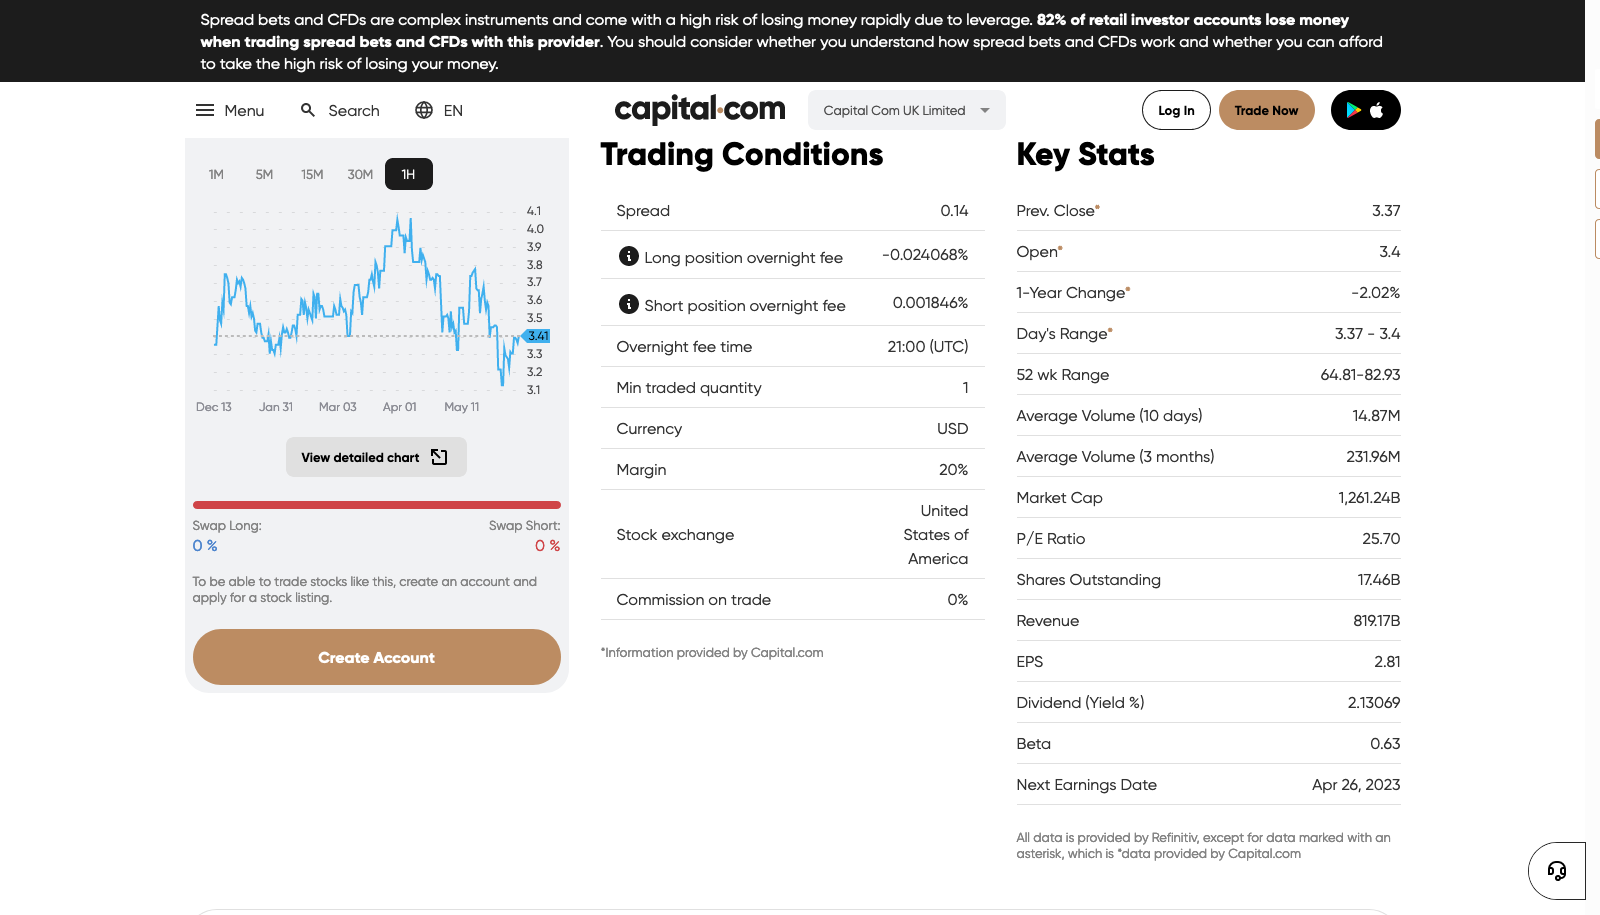 Spread bets and CFDs are complex instruments and come with a high risk of losing money rapidly due to leverage. 82% of retail investor accounts lose money
when trading spread bets and CFDs with this provider. You should consider whether you understand how spread bets and CFDs work and whether you can afford
to take the high risk of losing your money.
Menu Search EN capital.com Capital Com UK Limited Log In Trade Now
1M 5M 15M 30M 1H
4.1
4.0
3.9
3.8
3.7
3.6
3.5
3.41
3.3
3.2
3.1
Dec 13 Jan 31 Mar 03 Apr 01 May 11
View detailed chart
Swap Long: Swap Short:
0 % 0 %
To be able to trade stocks like this, create an account and
apply for a stock listing.
Create Account
Trading Conditions
Spread 0.14
Long position overnight fee -0.024068%
Short position overnight fee 0.001846%
Overnight fee time 21:00 (UTC)
Min traded quantity 1
Currency USD
Margin 20%
Stock exchange United
States of
America
Commission on trade 0%
*Information provided by Capital.com
Key Stats
Prev. Close* 3.37
Open* 3.4
1-Year Change* -2.02%
Day's Range* 3.37 - 3.4
52 wk Range 64.81-82.93
Average Volume (10 days) 14.87M
Average Volume (3 months) 231.96M
Market Cap 1,261.24B
P/E Ratio 25.70
Shares Outstanding 17.46B
Revenue 819.17B
EPS 2.81
Dividend (Yield %) 2.13069
Beta 0.63
Next Earnings Date Apr 26, 2023
All data is provided by Refinitiv, except for data marked with an
asterisk, which is *data provided by Capital.com